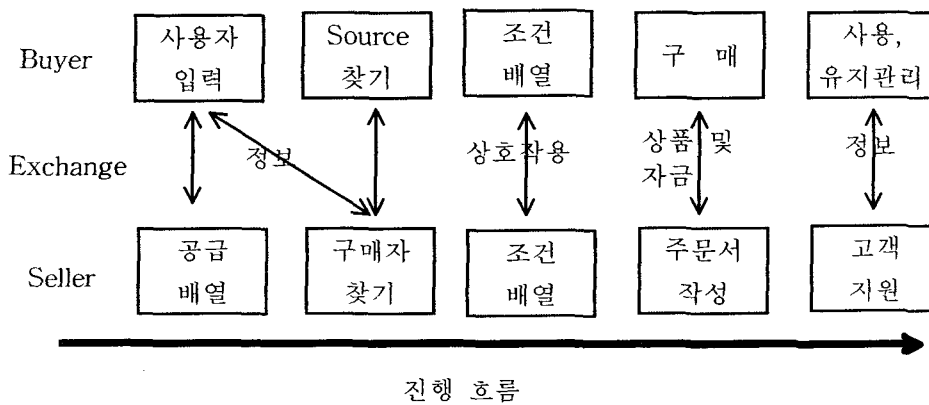 Buyer
사용자
입력
Source
찾기
조건
배열
구 매
사용,
유지관리
Exchange
정보
상호작용
상품 및
자금
정보
Seller
공급
배열
구매자
찾기
조건
배열
주문서
작성
고객
지원
진행 흐름